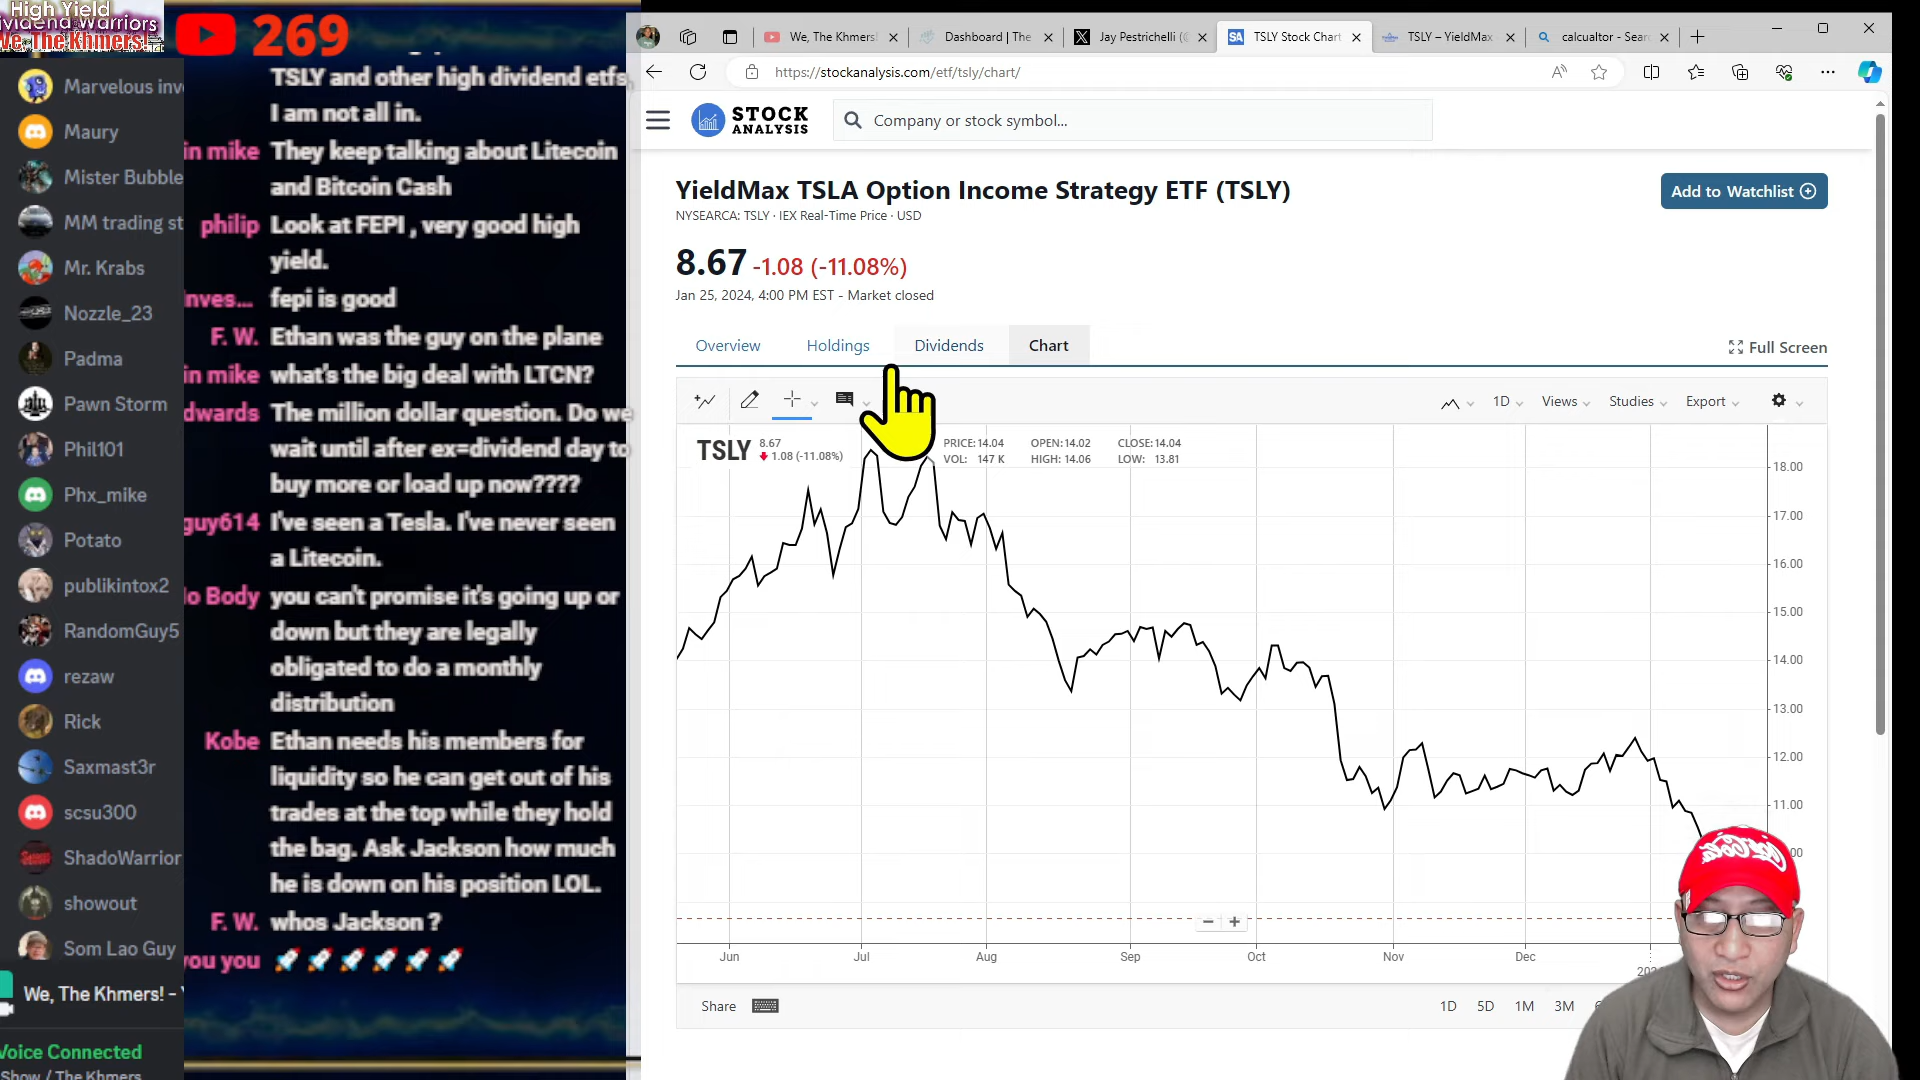 High Yield
Dividend Warriors
We, The Khmers!
269
Marvelous inv
Maury
Mister Bubble
MM trading st
Mr. Krabs
Nozzle_23
Padma
Pawn Storm
Phil101
Phx_mike
Potato
publikintox2
RandomGuy5
rezaw
Rick
Saxmast3r
scsu300
ShadoWarrior
showout
Som Lao Guy
We, The Khmers! -
Voice Connected
Show / The Khmers
TSLY and other high dividend etfs,
I am not all in.
in mike They keep talking about Litecoin
and Bitcoin Cash
philip Look at FEPI , very good high
yield.
nves... fepi is good
F. W. Ethan was the guy on the plane
in mike what's the big deal with LTCN?
dwards The million dollar question. Do we
wait until after ex=dividend day to
buy more or load up now????
guy614 I've seen a Tesla. I've never seen
a Litecoin.
lo Body you can't promise it's going up or
down but they are legally
obligated to do a monthly
distribution
Kobe Ethan needs his members for
liquidity so he can get out of his
trades at the top while they hold
the bag. Ask Jackson how much
he is down on his position LOL.
F. W. whos Jackson ?
you you 🚀🚀🚀🚀🚀🚀
We, The Khmers!
Dashboard | The
Jay Pestrichelli (
SA TSLY Stock Chart
TSLY – YieldMax
calcualtor - Sear
https://stockanalysis.com/etf/tsly/chart/
STOCK
ANALYSIS
Company or stock symbol...
YieldMax TSLA Option Income Strategy ETF (TSLY)
NYSEARCA: TSLY · IEX Real-Time Price · USD
Add to Watchlist
8.67 -1.08 (-11.08%)
Jan 25, 2024, 4:00 PM EST - Market closed
Overview Holdings Dividends Chart
Full Screen
1D Views Studies Export
TSLY 8.67
1.08 (-11.08%)
PRICE: 14.04 OPEN: 14.02 CLOSE: 14.04
VOL: 147 K HIGH: 14.06 LOW: 13.81
18.00
17.00
16.00
15.00
14.00
13.00
12.00
11.00
00
Jun Jul Aug Sep Oct Nov Dec
Share
1D 5D 1M 3M
Coca-Cola